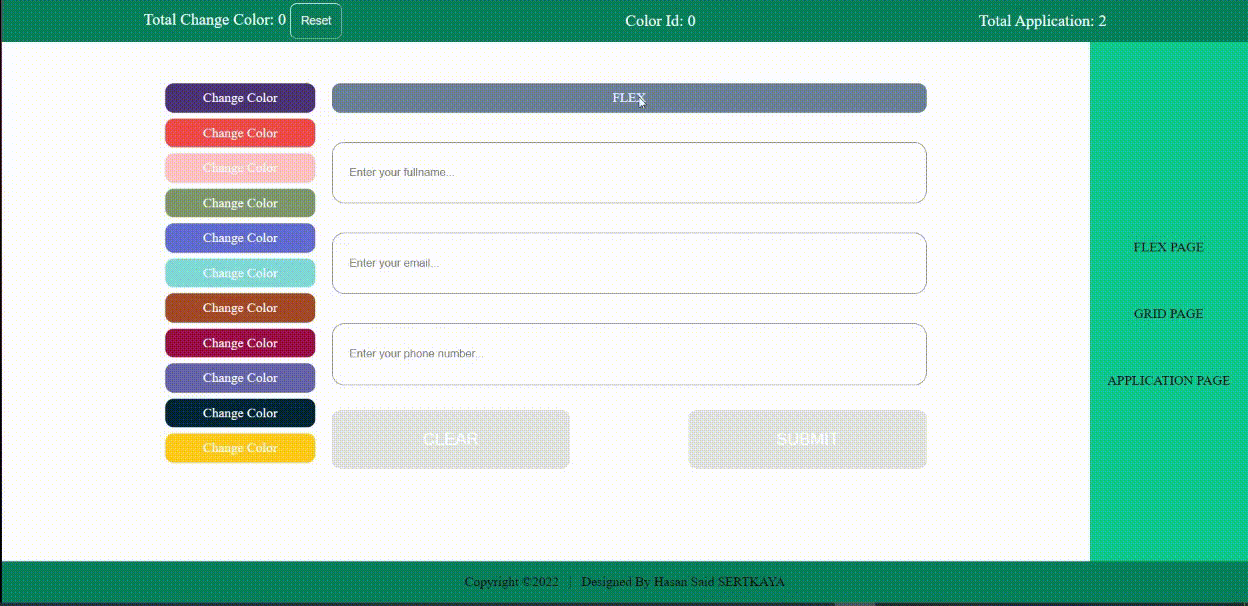 Total Change Color: 0 Reset
Color Id: 0
Total Application: 2
Change Color
Change Color
Change Color
Change Color
Change Color
Change Color
Change Color
Change Color
Change Color
Change Color
Change Color
FLEX
Enter your fullname...
Enter your email...
Enter your phone number...
CLEAR
SUBMIT
FLEX PAGE
GRID PAGE
APPLICATION PAGE
Copyright ©2022 | Designed By Hasan Said SERTKAYA